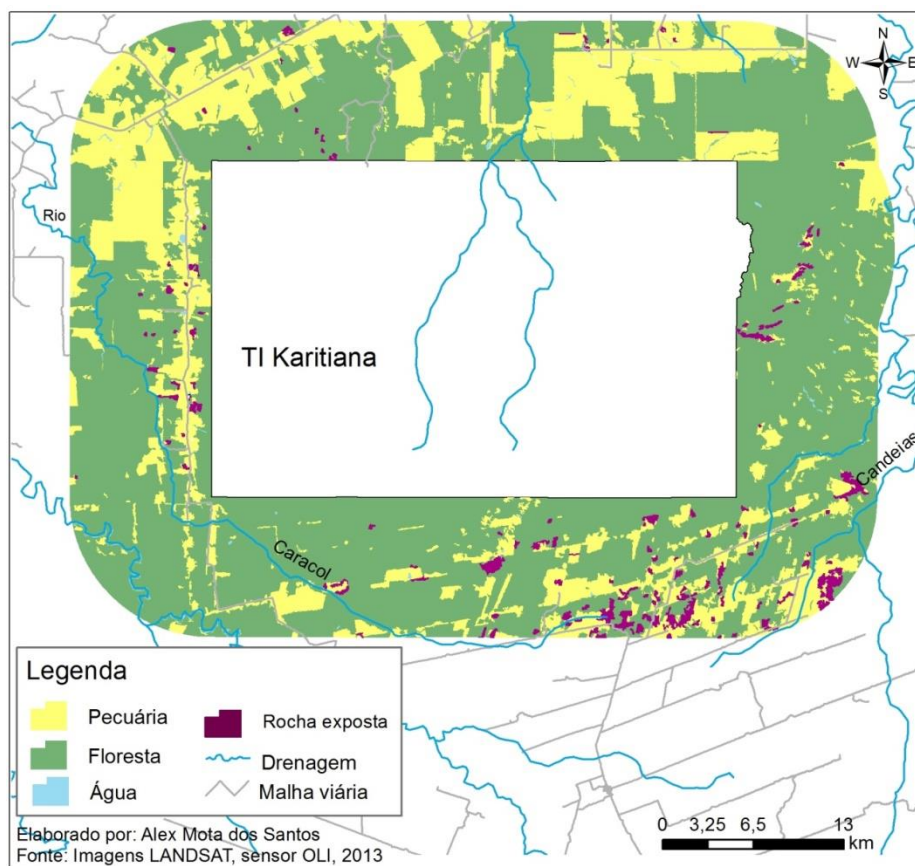 N
W E
S
Rio
TI Karitiana
Candeias
Caracol
Legenda
Pecuária
Rocha exposta
Floresta
Drenagem
Água
Malha viária
Elaborado por: Alex Mota dos Santos
Fonte: Imagens LANDSAT, sensor OLI, 2013
0 3,25 6,5 13
km